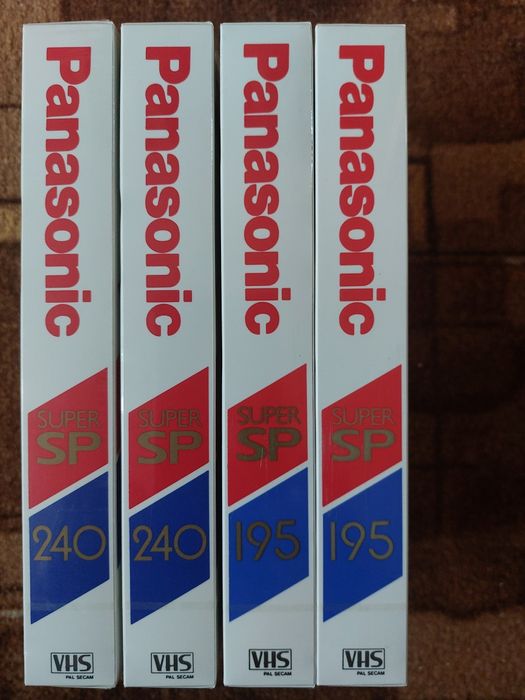 Panasonic
SUPER
SP
240
VHS
PAL SECAM
Panasonic
SUPER
SP
240
VHS
PAL SECAM
Panasonic
SUPER
SP
195
VHS
PAL SECAM
Panasonic
SUPER
SP
195
VHS
PAL SECAM